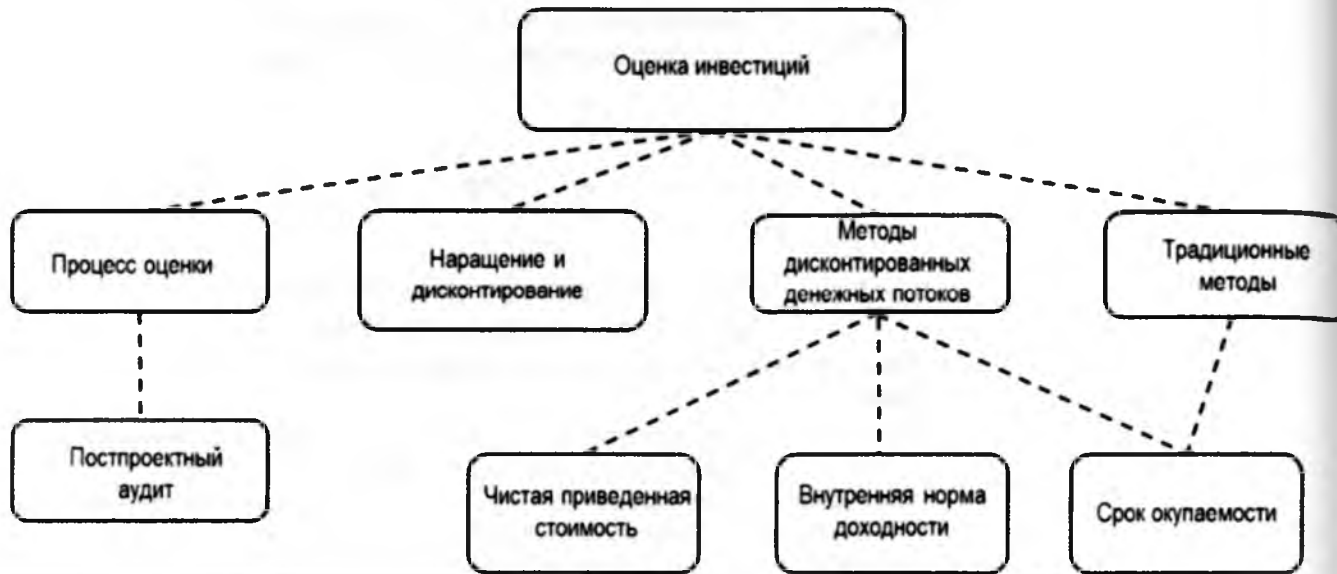 Оценка инвестиций
Процесс оценки
Наращение и
дисконтирование
Методы
дисконтированных
денежных потоков
Традиционные
методы
Постпроектный
аудит
Чистая приведенная
стоимость
Внутренняя норма
доходности
Срок окупаемости